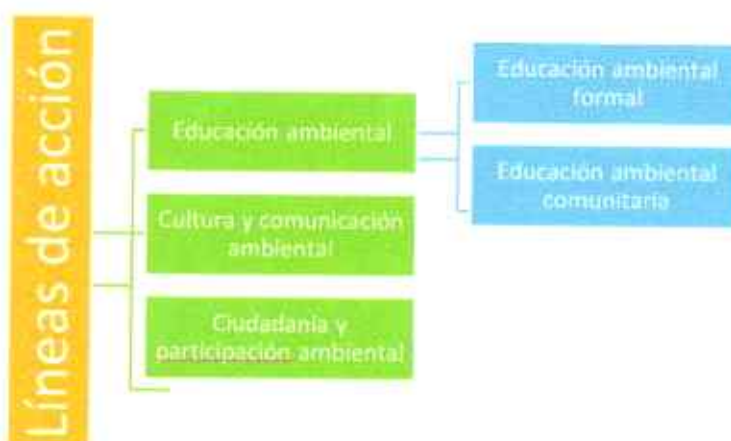 Líneas de acción
Educación ambiental
Cultura y comunicación
ambiental
Ciudadanía y
participación ambiental
Educación ambiental
formal
Educación ambiental
comunitaria